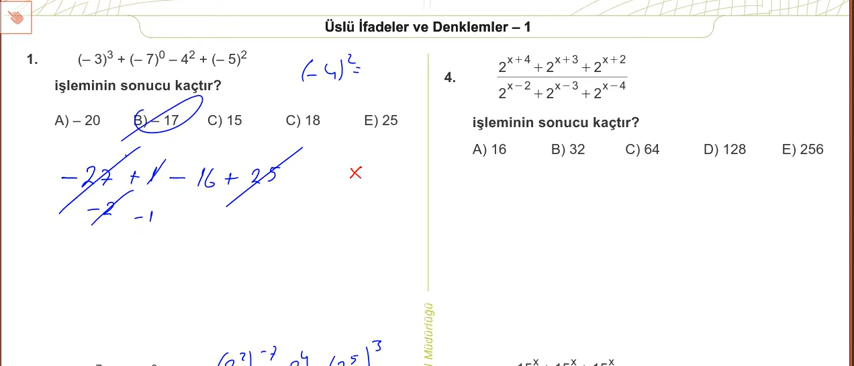 Üslü İfadeler ve Denklemler – 1
1. (– 3)³ + (– 7)⁰ – 4² + (– 5)²
(– 4)² =
işleminin sonucu kaçtır?
A) – 20 B) – 17 C) 15 C) 18 E) 25
– 27 + 1 – 16 + 25
x
– 2 – 1
4. 2ˣ⁺⁴ + 2ˣ⁺³ + 2ˣ⁺²
2ˣ⁻² + 2ˣ⁻³ + 2ˣ⁻⁴
işleminin sonucu kaçtır?
A) 16 B) 32 C) 64 D) 128 E) 256
Müdürlüğü